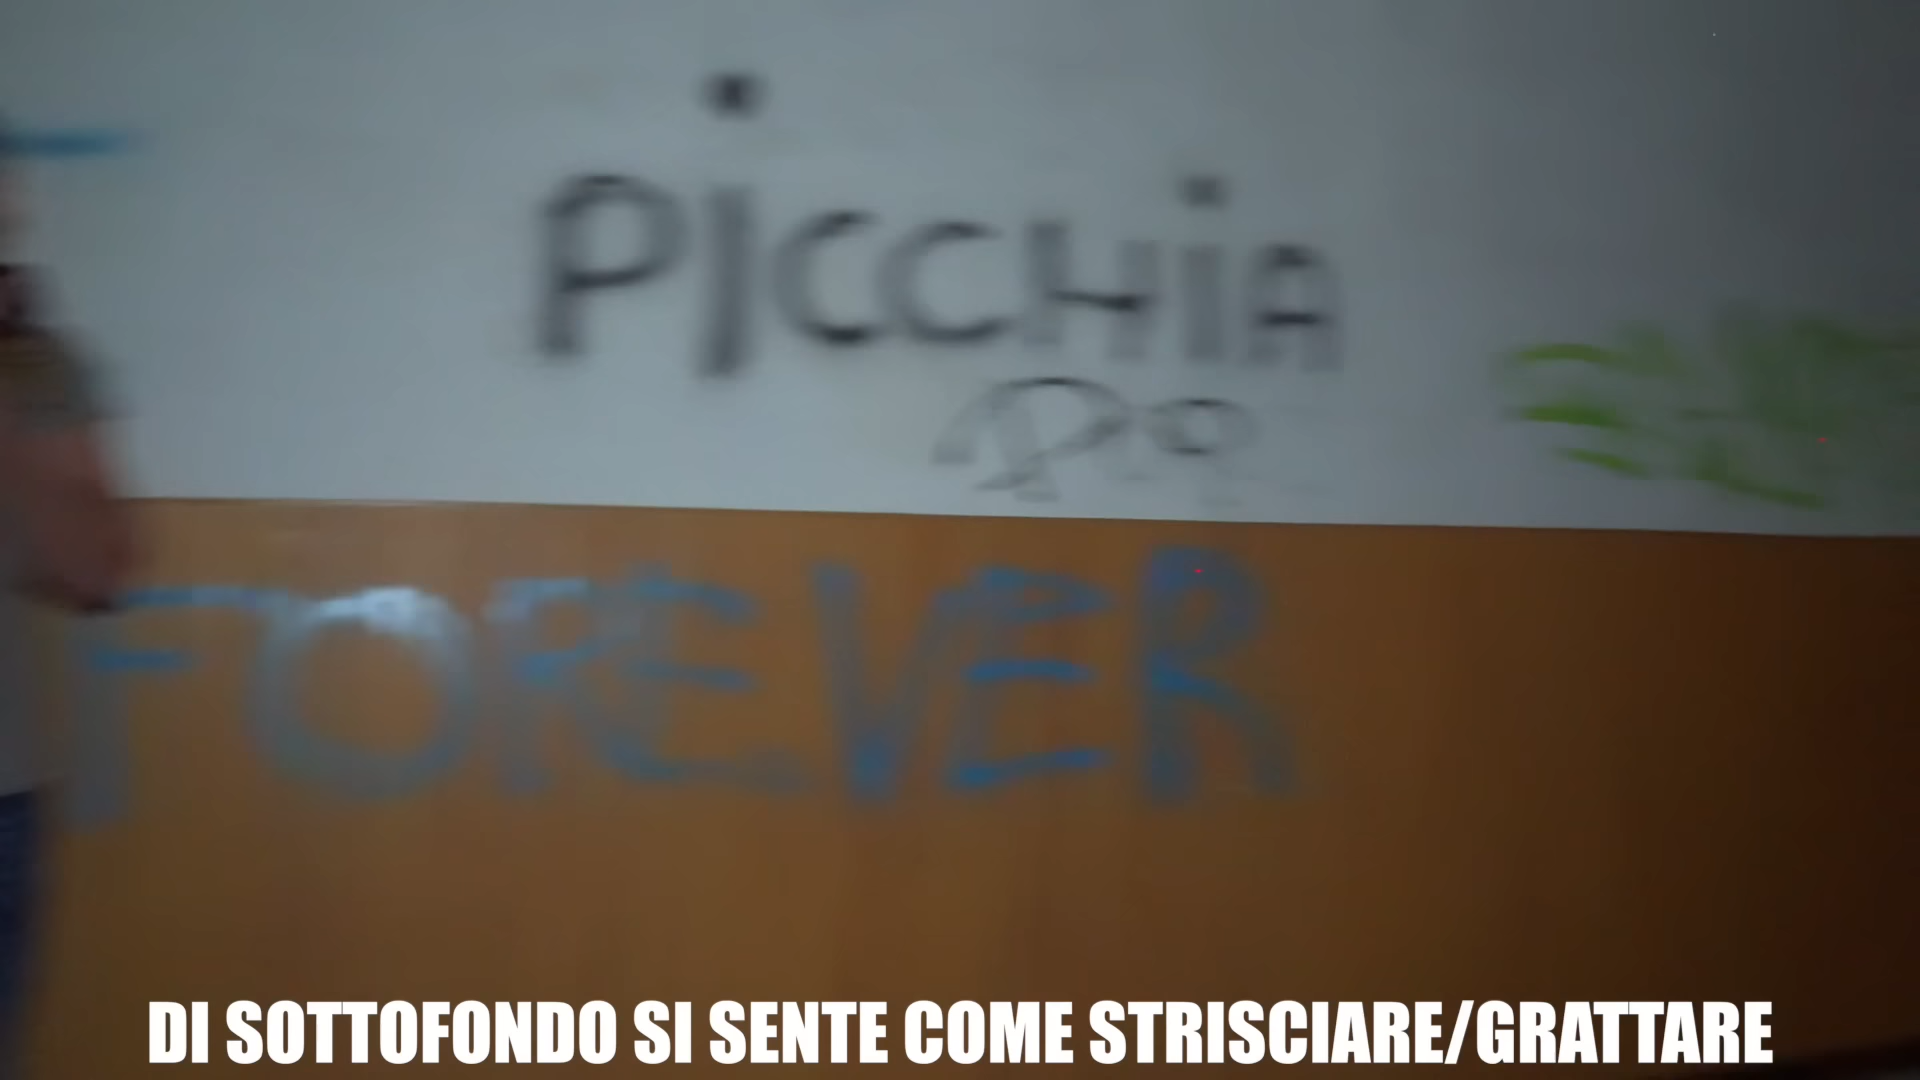 PiCCHiA
FOREVER
DI SOTTOFONDO SI SENTE COME STRISCIARE/GRATTARE